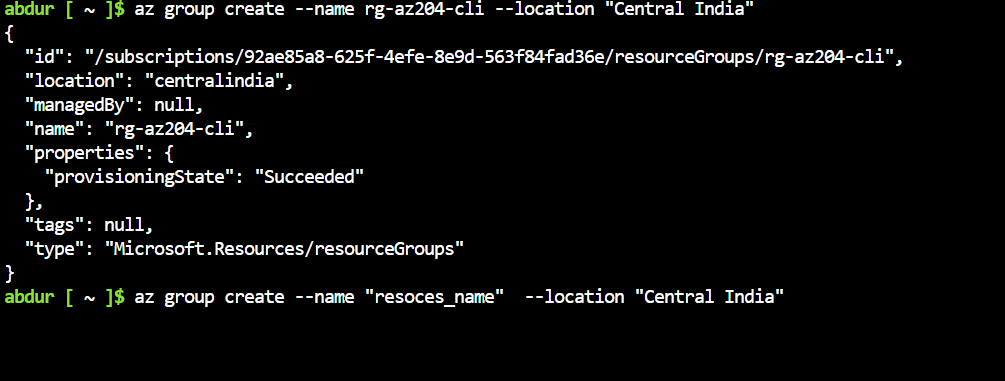 abdur [ ~ ]$ az group create --name rg-az204-cli --location "Central India"
{
  "id": "/subscriptions/92ae85a8-625f-4efe-8e9d-563f84fad36e/resourceGroups/rg-az204-cli",
  "location": "centralindia",
  "managedBy": null,
  "name": "rg-az204-cli",
  "properties": {
    "provisioningState": "Succeeded"
  },
  "tags": null,
  "type": "Microsoft.Resources/resourceGroups"
}
abdur [ ~ ]$ az group create --name "resoces_name"  --location "Central India"